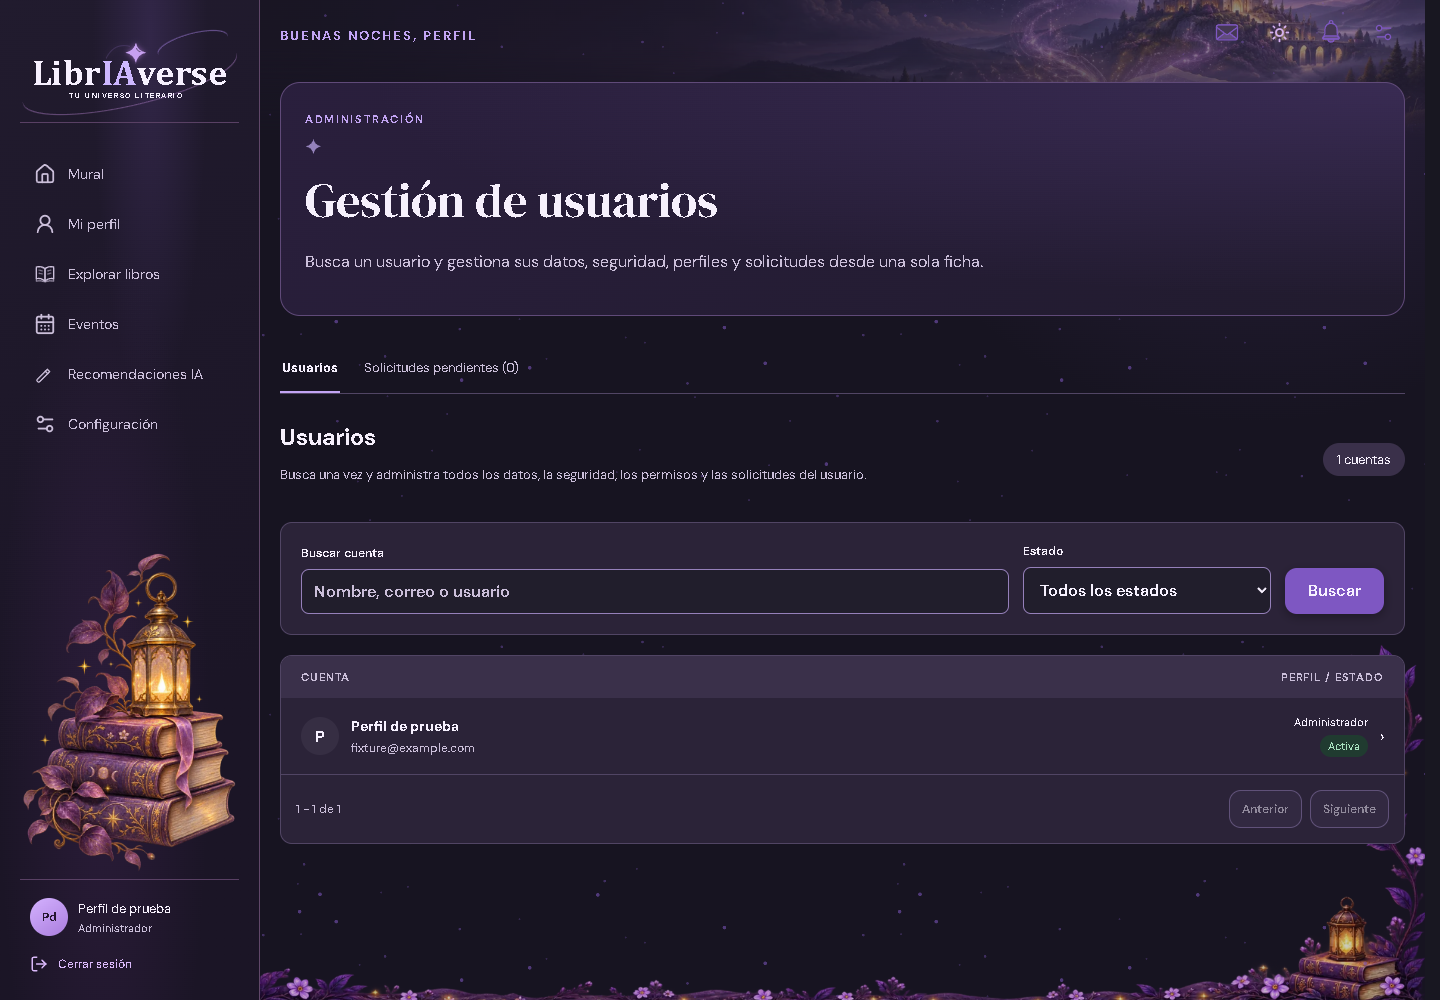 LibrIAverse
TU UNIVERSO LITERARIO
Mural
Mi perfil
Explorar libros
Eventos
Recomendaciones IA
Configuración
Pd
Perfil de prueba
Administrador
Cerrar sesión
BUENAS NOCHES, PERFIL
ADMINISTRACIÓN
Gestión de usuarios
Busca un usuario y gestiona sus datos, seguridad, perfiles y solicitudes desde una sola ficha.
Usuarios
Solicitudes pendientes (0)
Usuarios
Busca una vez y administra todos los datos, la seguridad, los permisos y las solicitudes del usuario.
1 cuentas
Buscar cuenta
Nombre, correo o usuario
Estado
Todos los estados
Buscar
CUENTA
PERFIL / ESTADO
P
Perfil de prueba
fixture@example.com
Administrador
Activa
1–1 de 1
Anterior
Siguiente